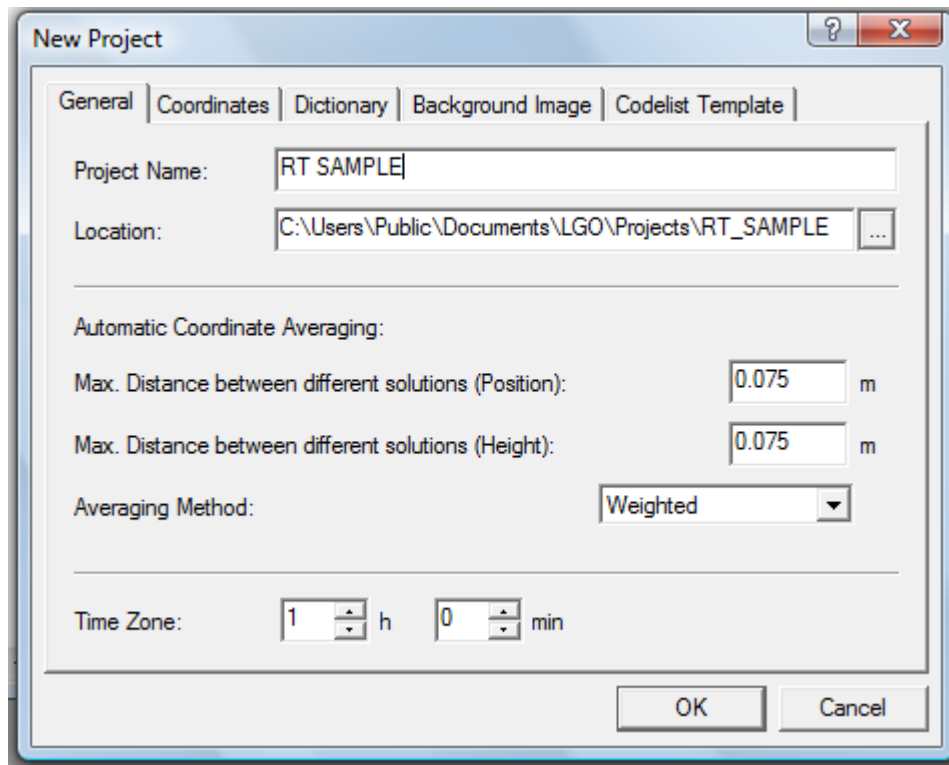 New Project
General Coordinates Dictionary Background Image Codelist Template
Project Name: RT SAMPLE
Location: C:\Users\Public\Documents\LGO\Projects\RT_SAMPLE ...
Automatic Coordinate Averaging:
Max. Distance between different solutions (Position): 0.075 m
Max. Distance between different solutions (Height): 0.075 m
Averaging Method: Weighted
Time Zone: 1 h 0 min
OK Cancel